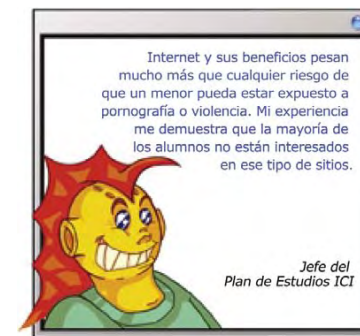 Internet y sus beneficios pesan
mucho más que cualquier riesgo de
que un menor pueda estar expuesto a
pornografía o violencia. Mi experiencia
me demuestra que la mayoría de
los alumnos no están interesados
en ese tipo de sitios.
Jefe del
Plan de Estudios ICI